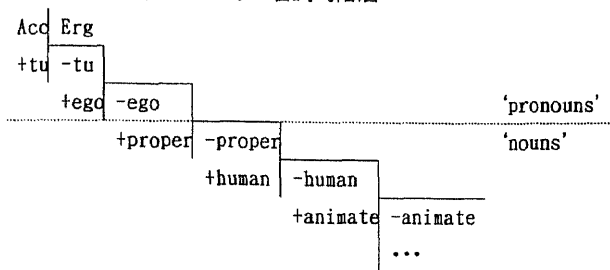 Acc Erg
+tu -tu
+ego -ego 'pronouns'
+proper -proper 'nouns'
+human -human
+animate -animate
...